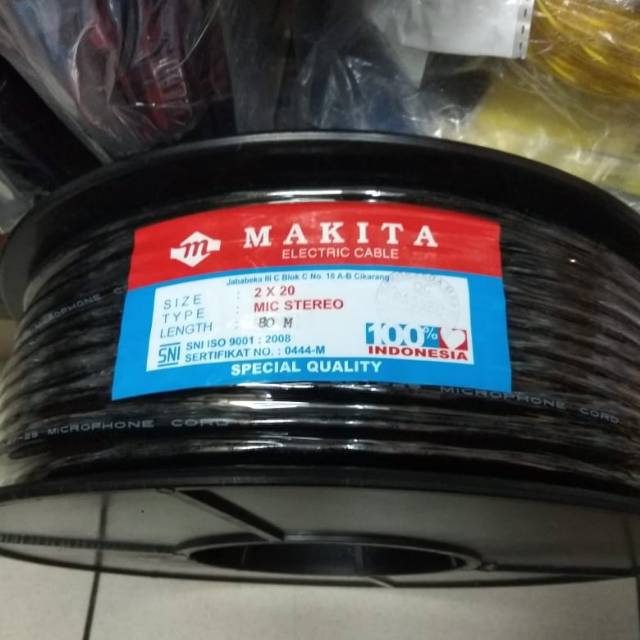 m MAKITA
ELECTRIC CABLE
Jababeka III C Blok C No. 18 A-B Cikarang
SIZE : 2 X 20
TYPE : MIC STEREO
LENGTH : 80 M
SNI SNI ISO 9001 : 2008
SERTIFIKAT NO. : 0444-M
100%
INDONESIA
SPECIAL QUALITY
MICROPHONE CORD
MICROPHONE CORD